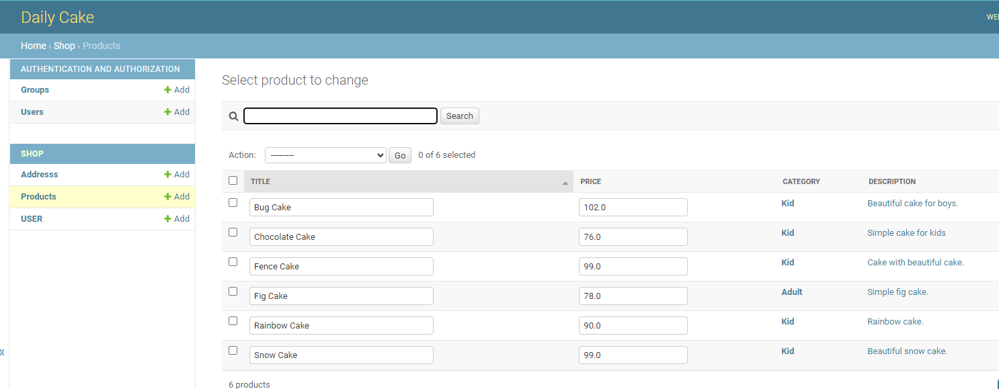 Daily Cake
Home › Shop › Products
AUTHENTICATION AND AUTHORIZATION
Groups + Add
Users + Add
SHOP
Addresss + Add
Products + Add
USER + Add
«
Select product to change
Search
Action: --------- Go 0 of 6 selected
TITLE PRICE CATEGORY DESCRIPTION
Bug Cake 102.0 Kid Beautiful cake for boys.
Chocolate Cake 76.0 Kid Simple cake for kids
Fence Cake 99.0 Kid Cake with beautiful cake.
Fig Cake 78.0 Adult Simple fig cake.
Rainbow Cake 90.0 Kid Rainbow cake.
Snow Cake 99.0 Kid Beautiful snow cake.
6 products